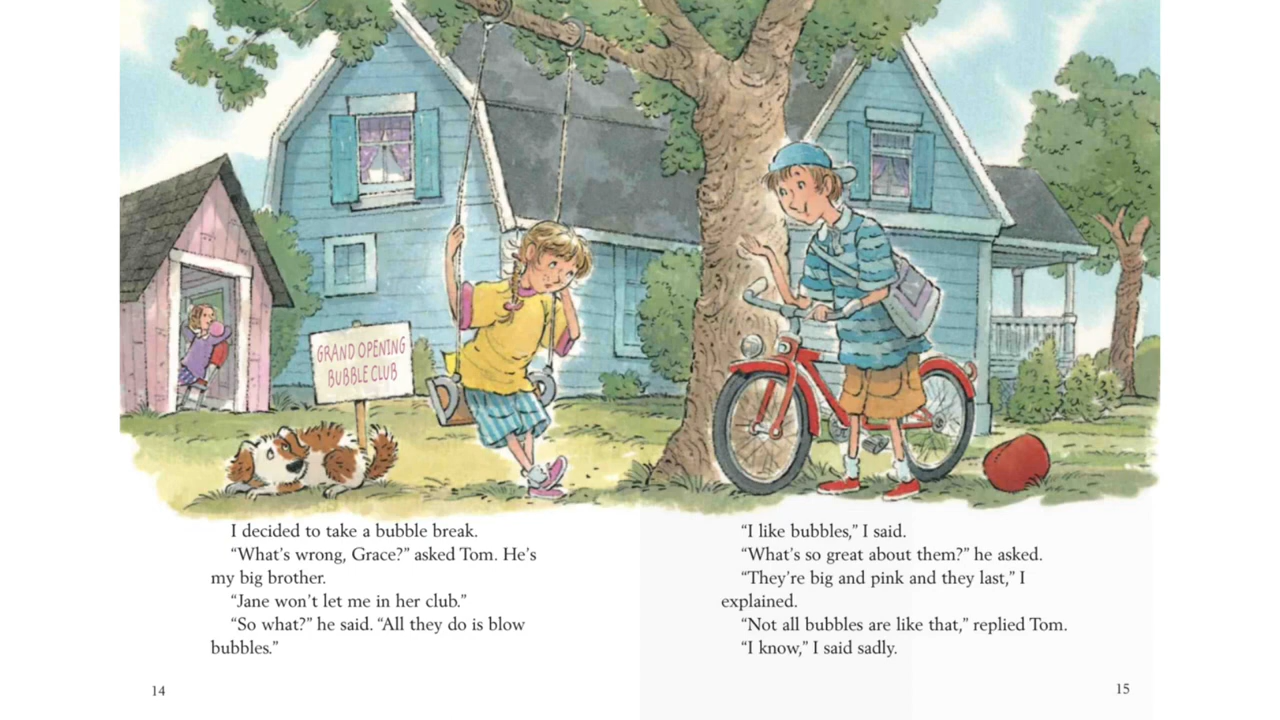 GRAND OPENING
BUBBLE CLUB
I decided to take a bubble break.
“What’s wrong, Grace?” asked Tom. He’s
my big brother.
“Jane won’t let me in her club.”
“So what?” he said. “All they do is blow
bubbles.”
14
“I like bubbles,” I said.
“What’s so great about them?” he asked.
“They’re big and pink and they last,” I
explained.
“Not all bubbles are like that,” replied Tom.
“I know,” I said sadly.
15